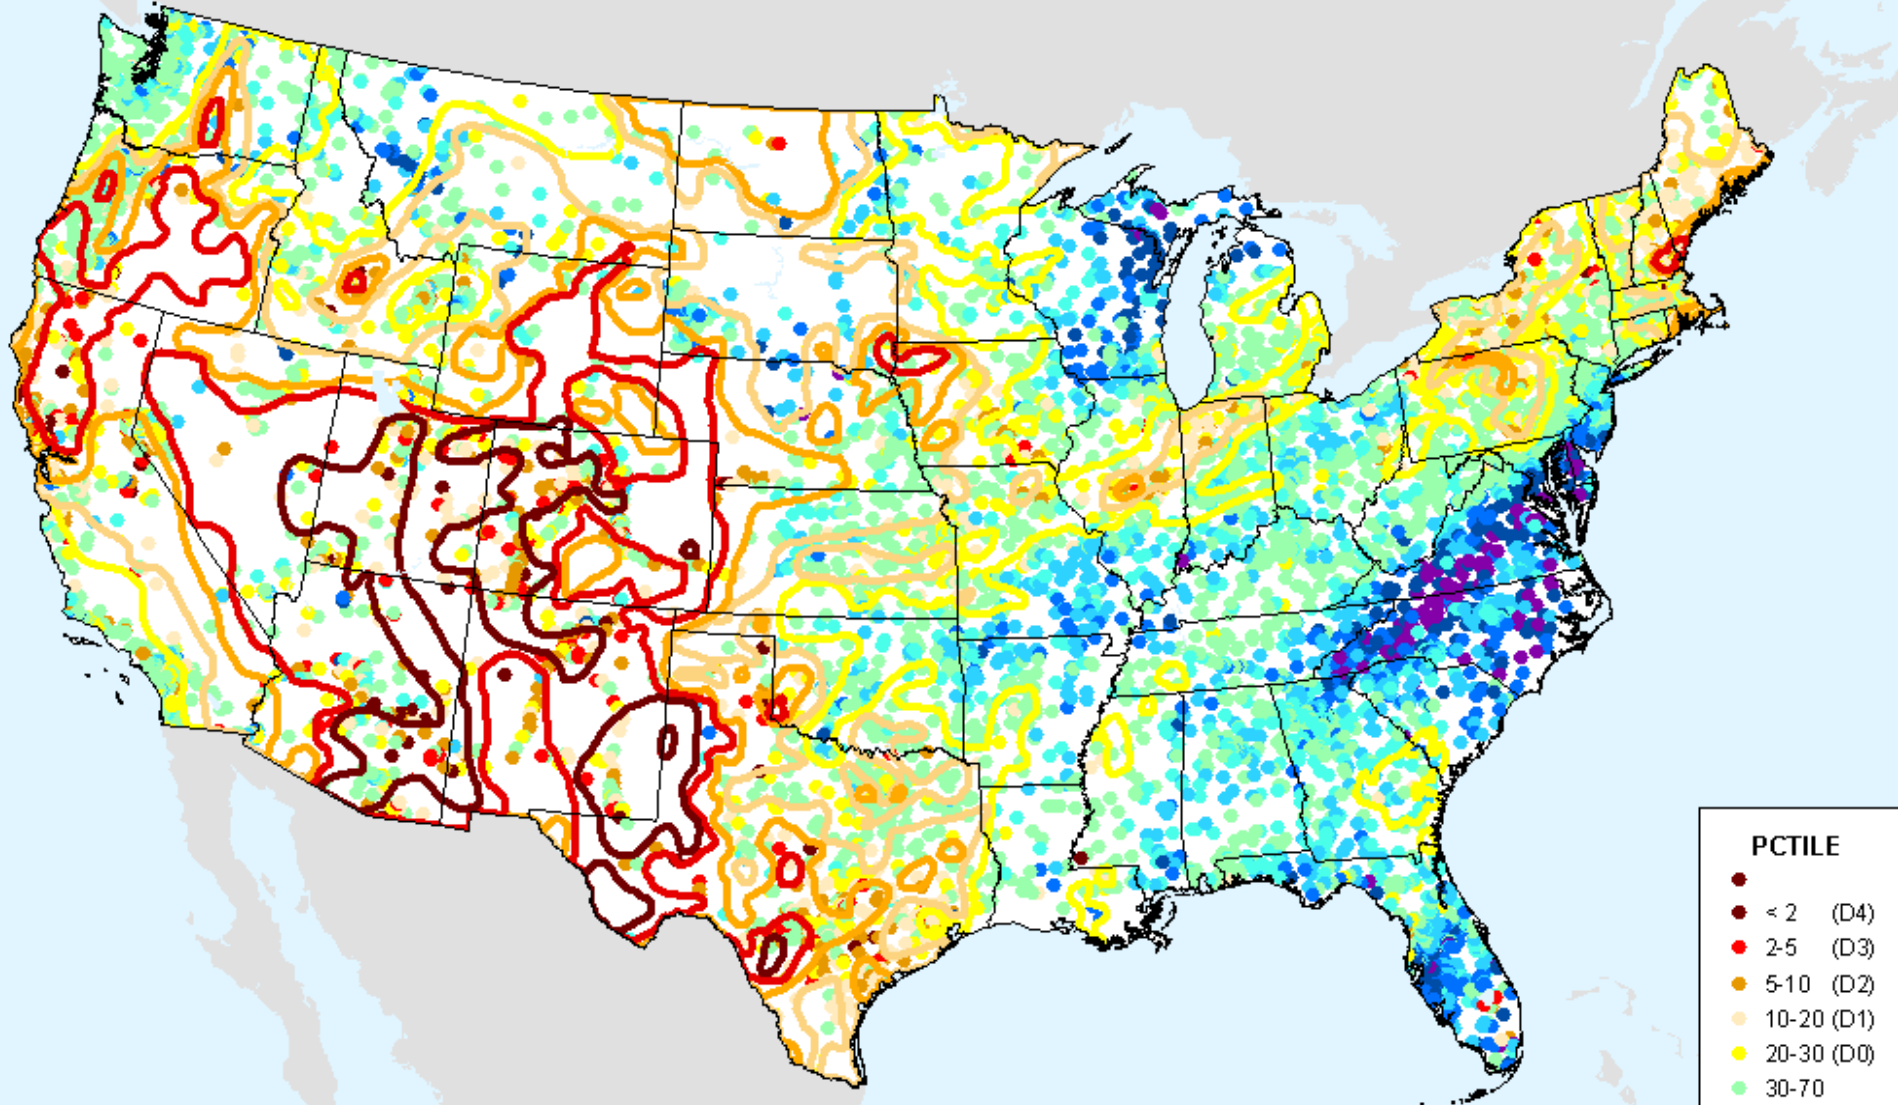 PCTILE
< 2 (D4)
2-5 (D3)
5-10 (D2)
10-20 (D1)
20-30 (D0)
30-70